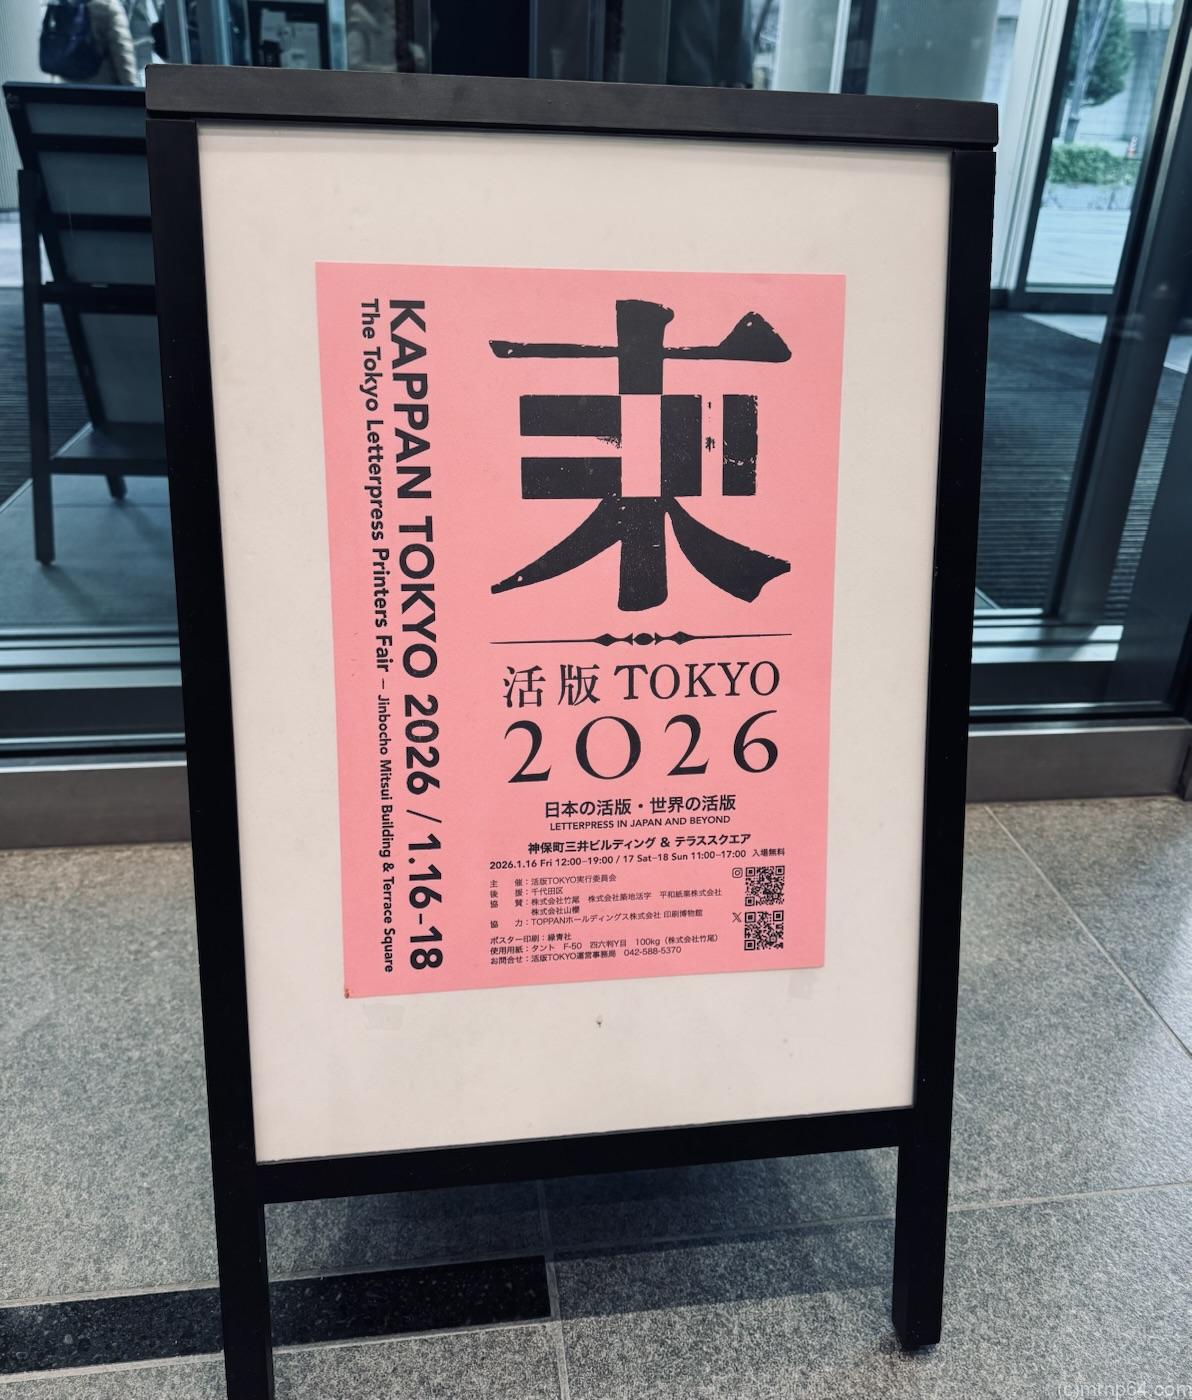 東
活版 TOKYO
2026
日本の活版・世界の活版
LETTERPRESS IN JAPAN AND BEYOND
神保町三井ビルディング & テラススクエア
2026.1.16 Fri 12:00–19:00 / 17 Sat–18 Sun 11:00–17:00 入場無料
主 催：活版TOKYO実行委員会
後 援：千代田区
協 賛：株式会社竹尾 株式会社築地活字 平和紙業株式会社
株式会社山櫻
協 力：TOPPANホールディングス株式会社 印刷博物館
ポスター印刷：緑青社
使用用紙：タント F-50 四六判Y目 100kg（株式会社竹尾）
お問合せ：活版TOKYO運営事務局 042-588-5370
KAPPAN TOKYO 2026 / 1.16-18
The Tokyo Letterpress Printers Fair – Jinbocho Mitsui Building & Terrace Square